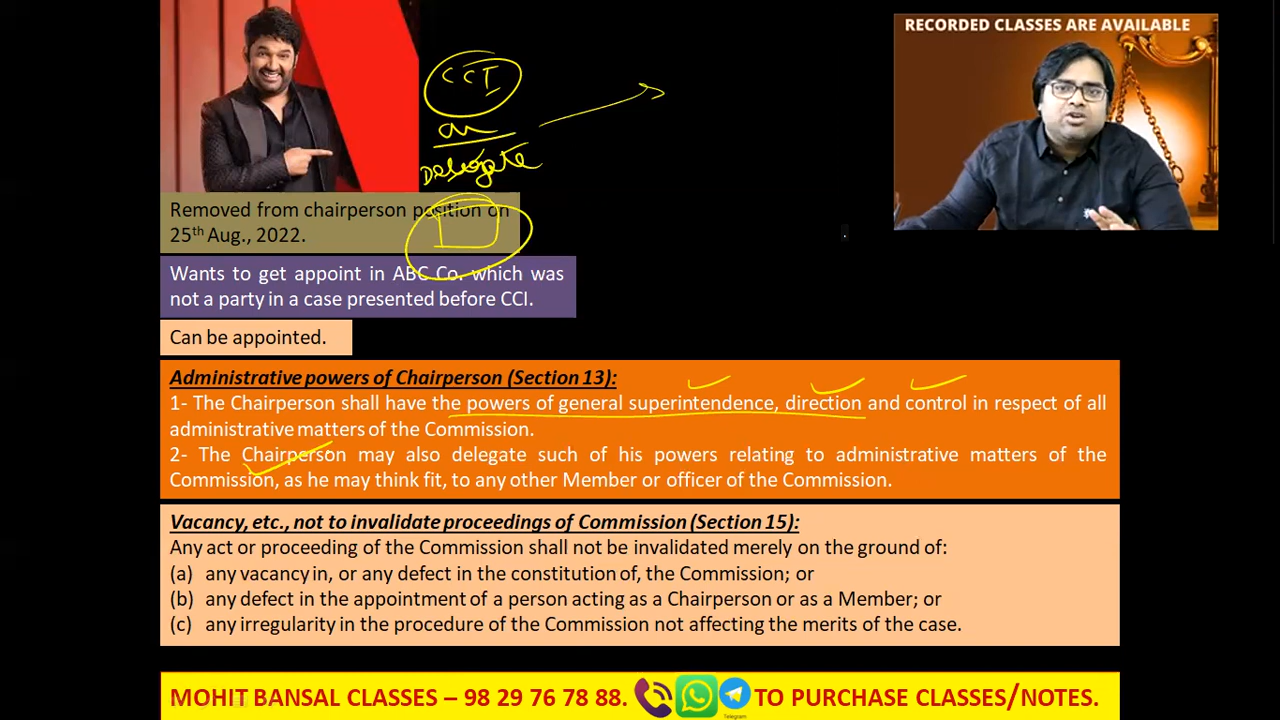 RECORDED CLASSES ARE AVAILABLE
CCI
Delegate
Removed from chairperson position on
25th Aug., 2022.
Wants to get appoint in ABC Co. which was
not a party in a case presented before CCI.
Can be appointed.
Administrative powers of Chairperson (Section 13):
1- The Chairperson shall have the powers of general superintendence, direction and control in respect of all
administrative matters of the Commission.
2- The Chairperson may also delegate such of his powers relating to administrative matters of the
Commission, as he may think fit, to any other Member or officer of the Commission.
Vacancy, etc., not to invalidate proceedings of Commission (Section 15):
Any act or proceeding of the Commission shall not be invalidated merely on the ground of:
(a) any vacancy in, or any defect in the constitution of, the Commission; or
(b) any defect in the appointment of a person acting as a Chairperson or as a Member; or
(c) any irregularity in the procedure of the Commission not affecting the merits of the case.
MOHIT BANSAL CLASSES – 98 29 76 78 88. TO PURCHASE CLASSES/NOTES.
Telegram